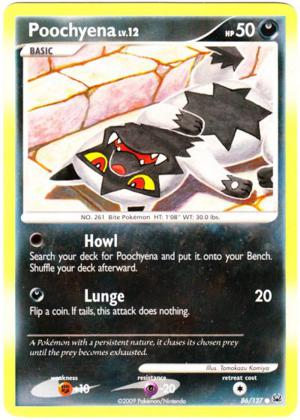 Poochyena LV.12 HP 50
BASIC
NO. 261 Bite Pokémon HT: 1'08" WT: 30.0 lbs.
Howl
Search your deck for Poochyena and put it onto your Bench.
Shuffle your deck afterward.
Lunge 20
Flip a coin. If tails, this attack does nothing.
A Pokémon with a persistent nature, it chases its chosen
prey until the prey becomes exhausted.
Illus. Tomokazu Komiya
weakness resistance retreat cost
+10 -20
©2009 Pokémon/Nintendo 86/127